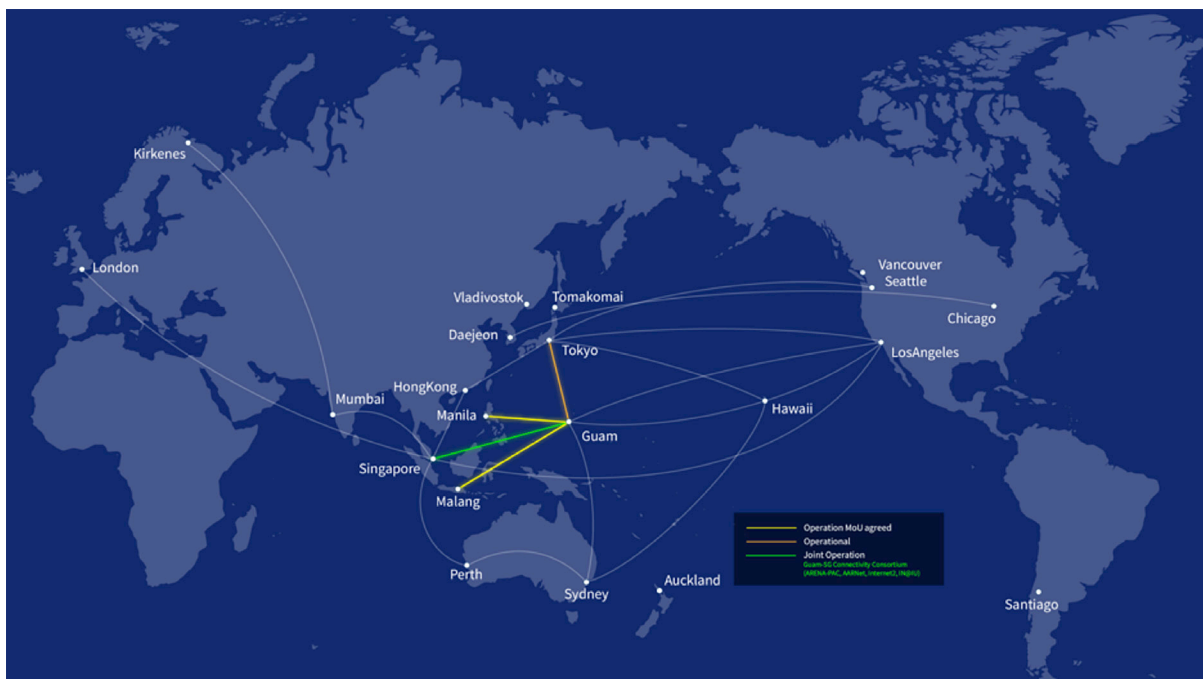 Kirkenes
London
Vancouver
Seattle
Vladivostok
Tomakomai
Chicago
Daejeon
Tokyo
LosAngeles
HongKong
Mumbai
Manila
Hawaii
Guam
Singapore
Malang
Operation MoU agreed
Operational
Joint Operation
Guam-SG Connectivity Consortium
(ARENA-PAC, AARNet, Internet2, IN@IU)
Perth
Auckland
Sydney
Santiago